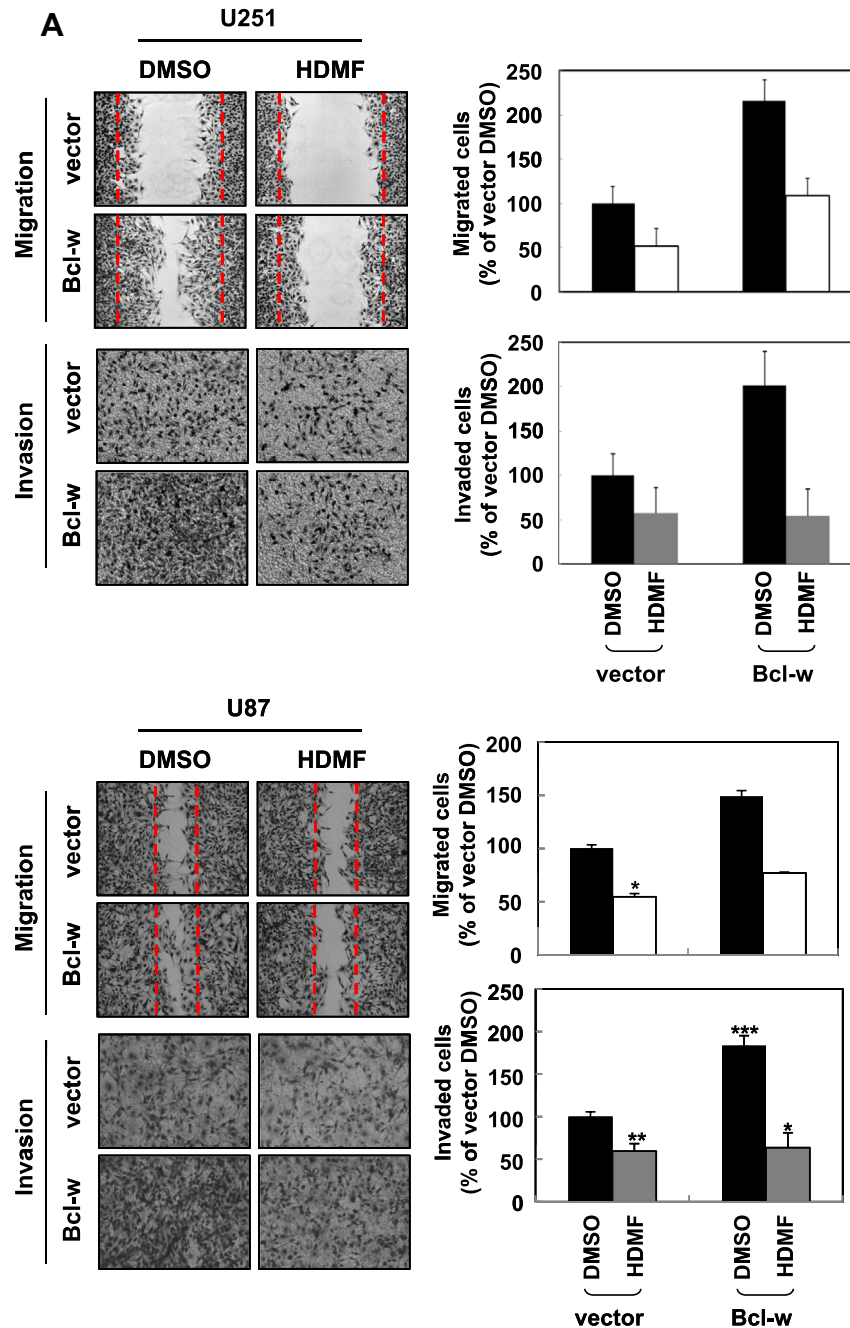 A
U251
DMSO HDMF
Migration
vector
Bcl-w
Invasion
vector
Bcl-w
Migrated cells
(% of vector DMSO)
250
200
150
100
50
0
Invaded cells
(% of vector DMSO)
250
200
150
100
50
0
DMSO HDMF DMSO HDMF
vector Bcl-w
U87
DMSO HDMF
Migration
vector
Bcl-w
Invasion
vector
Bcl-w
Migrated cells
(% of vector DMSO)
200
150
100
50
0
*
Invaded cells
(% of vector DMSO)
250
200
150
100
50
0
** *** *
DMSO HDMF DMSO HDMF
vector Bcl-w